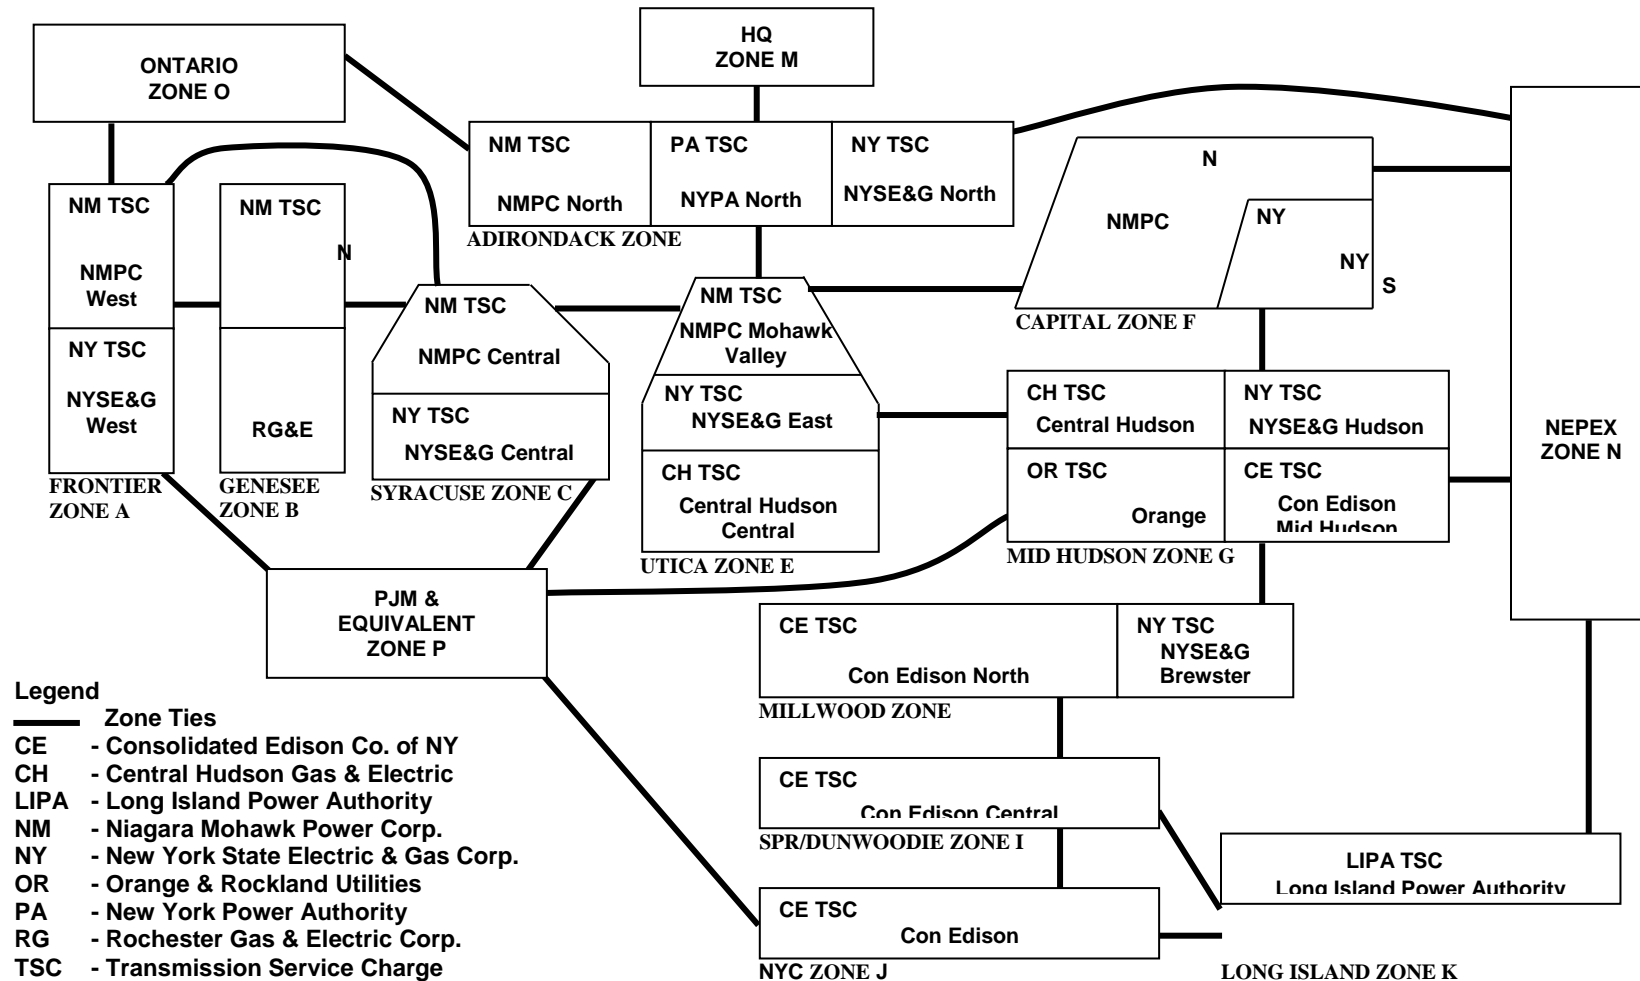 ONTARIO
ZONE O
HQ
ZONE M
NM TSC
NMPC North
PA TSC
NYPA North
NY TSC
NYSE&G North
ADIRONDACK ZONE
NM TSC
NMPC
West
NY TSC
NYSE&G
West
FRONTIER
ZONE A
NM TSC
N
RG&E
GENESEE
ZONE B
NM TSC
NMPC Central
NY TSC
NYSE&G Central
SYRACUSE ZONE C
NM TSC
NMPC Mohawk
Valley
NY TSC
NYSE&G East
CH TSC
Central Hudson
Central
UTICA ZONE E
N
NMPC
NY
NY
S
CAPITAL ZONE F
CH TSC
Central Hudson
NY TSC
NYSE&G Hudson
OR TSC
Orange
CE TSC
Con Edison
Mid Hudson
MID HUDSON ZONE G
NEPEX
ZONE N
PJM &
EQUIVALENT
ZONE P
CE TSC
Con Edison North
NY TSC
NYSE&G
Brewster
MILLWOOD ZONE
CE TSC
Con Edison Central
SPR/DUNWOODIE ZONE I
CE TSC
Con Edison
NYC ZONE J
LIPA TSC
Long Island Power Authority
LONG ISLAND ZONE K
Legend
Zone Ties
CE - Consolidated Edison Co. of NY
CH - Central Hudson Gas & Electric
LIPA - Long Island Power Authority
NM - Niagara Mohawk Power Corp.
NY - New York State Electric & Gas Corp.
OR - Orange & Rockland Utilities
PA - New York Power Authority
RG - Rochester Gas & Electric Corp.
TSC - Transmission Service Charge